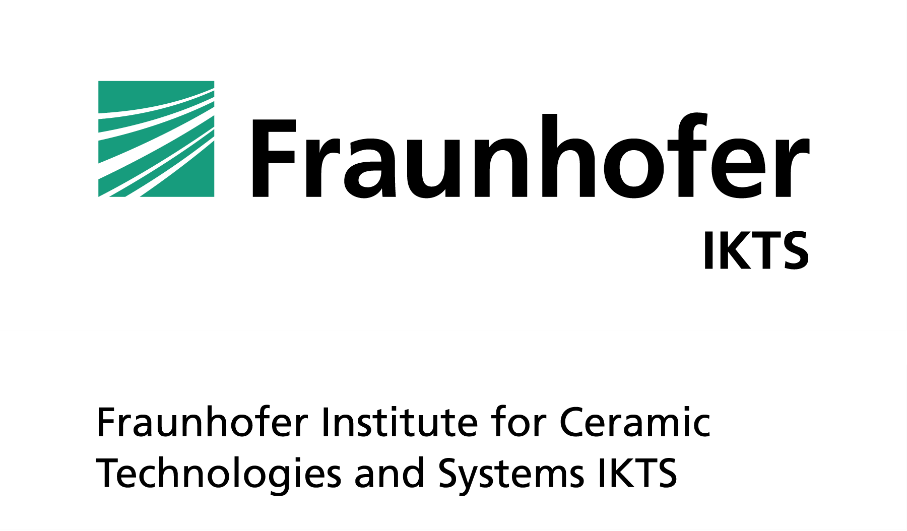 Fraunhofer
IKTS
Fraunhofer Institute for Ceramic
Technologies and Systems IKTS